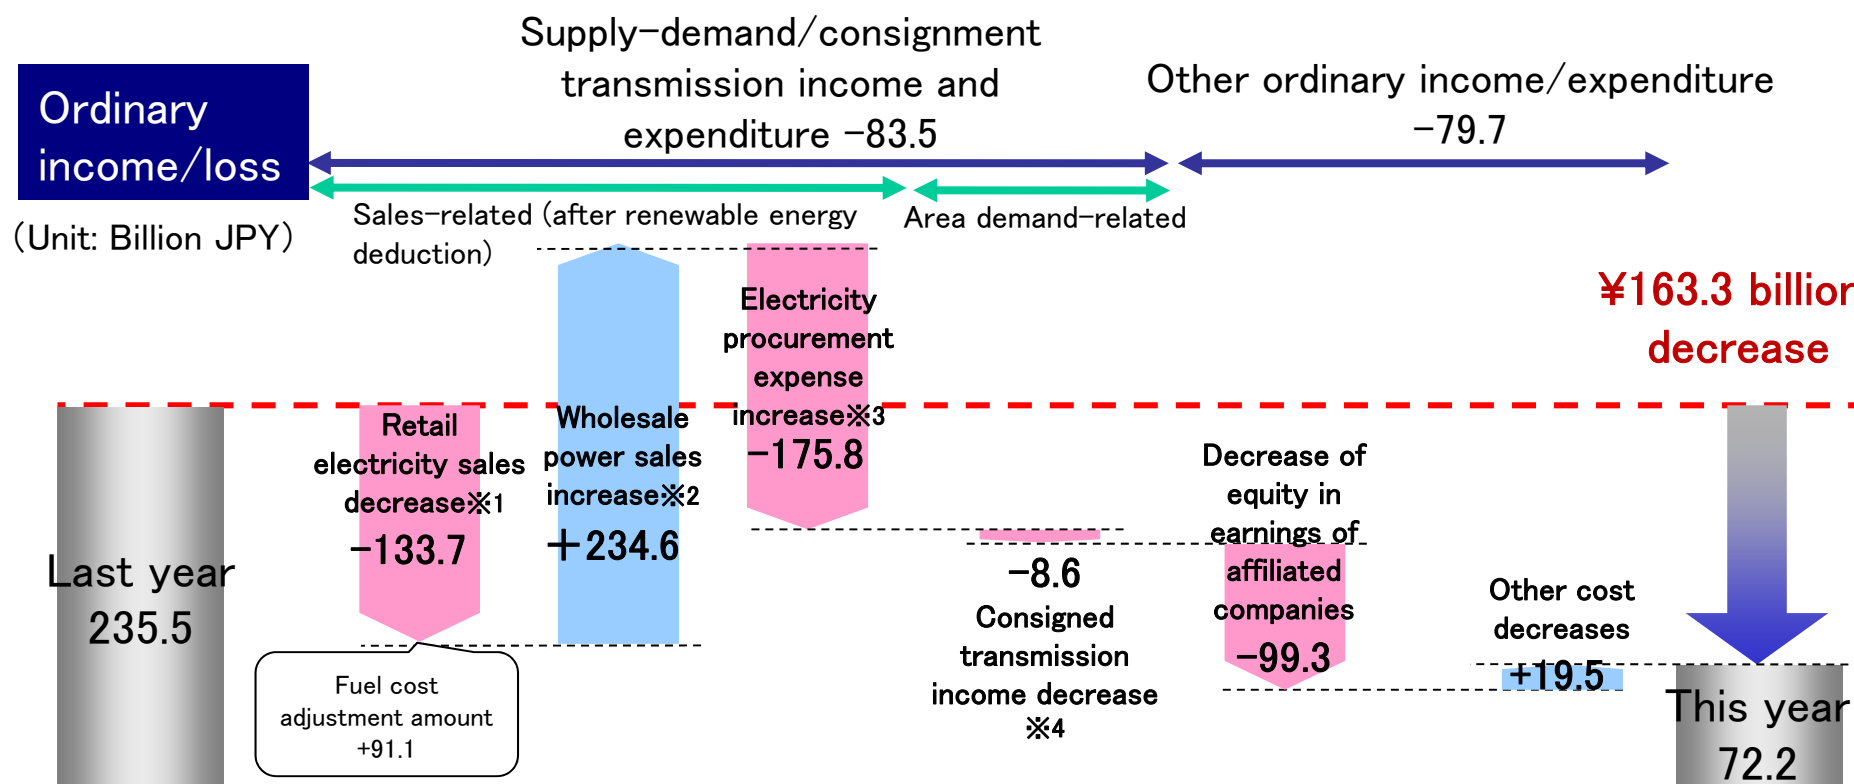 Supply-demand/consignment
transmission income and
expenditure -83.5
Other ordinary income/expenditure
-79.7
Ordinary
income/loss
(Unit: Billion JPY)
Sales-related (after renewable energy
deduction)
Area demand-related
¥163.3 billion
decrease
Electricity
procurement
expense
increase※3
-175.8
Retail
electricity sales
decrease※1
-133.7
Wholesale
power sales
increase※2
+234.6
Decrease of
equity in
earnings of
affiliated
companies
-99.3
-8.6
Consigned
transmission
income decrease
※4
Other cost
decreases
+19.5
Last year
235.5
Fuel cost
adjustment amount
+91.1
This year
72.2